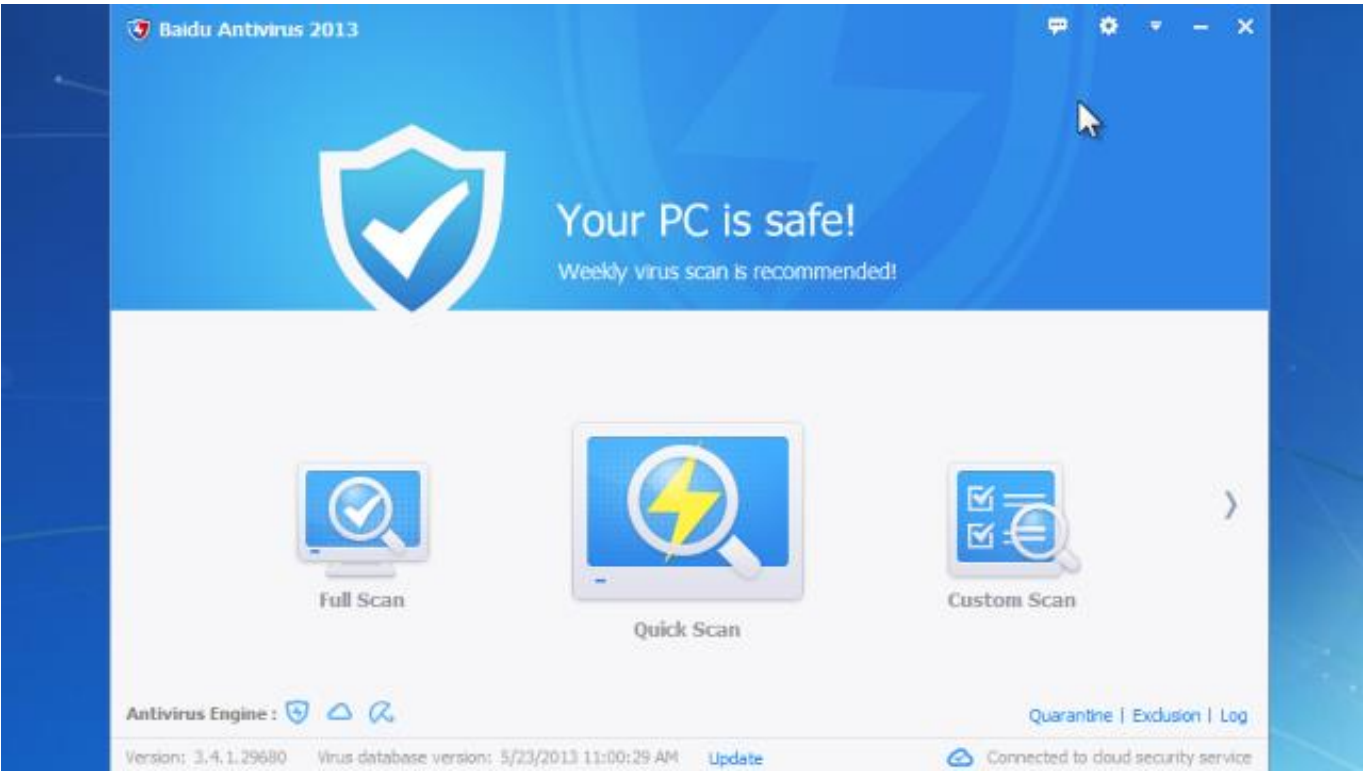 Baidu Antivirus 2013
Your PC is safe!
Weekly virus scan is recommended!
Full Scan
Quick Scan
Custom Scan
Antivirus Engine :
Quarantine | Exclusion | Log
Version: 3.4.1.29680 Virus database version: 5/23/2013 11:00:29 AM Update Connected to cloud security service